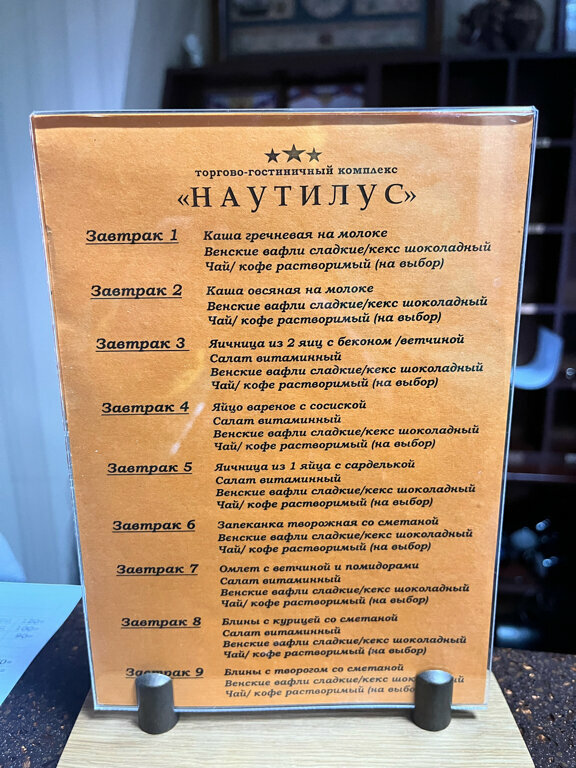 торгово-гостиничный комплекс
«НАУТИЛУС»
Завтрак 1 Каша гречневая на молоке
Венские вафли сладкие/кекс шоколадный
Чай/ кофе растворимый (на выбор)
Завтрак 2 Каша овсяная на молоке
Венские вафли сладкие/кекс шоколадный
Чай/ кофе растворимый (на выбор)
Завтрак 3 Яичница из 2 яиц с беконом /ветчиной
Салат витаминный
Венские вафли сладкие/кекс шоколадный
Чай/ кофе растворимый (на выбор)
Завтрак 4 Яйцо вареное с сосиской
Салат витаминный
Венские вафли сладкие/кекс шоколадный
Чай/ кофе растворимый (на выбор)
Завтрак 5 Яичница из 1 яйца с сарделькой
Салат витаминный
Венские вафли сладкие/кекс шоколадный
Чай/ кофе растворимый (на выбор)
Завтрак 6 Запеканка творожная со сметаной
Венские вафли сладкие/кекс шоколадный
Чай/ кофе растворимый (на выбор)
Завтрак 7 Омлет с ветчиной и помидорами
Салат витаминный
Венские вафли сладкие/кекс шоколадный
Чай/ кофе растворимый (на выбор)
Завтрак 8 Блины с курицей со сметаной
Салат витаминный
Венские вафли сладкие/кекс шоколадный
Чай/ кофе растворимый (на выбор)
Завтрак 9 Блины с творогом со сметаной
Венские вафли сладкие/кекс шоколадный
Чай/ кофе растворимый (на выбор)